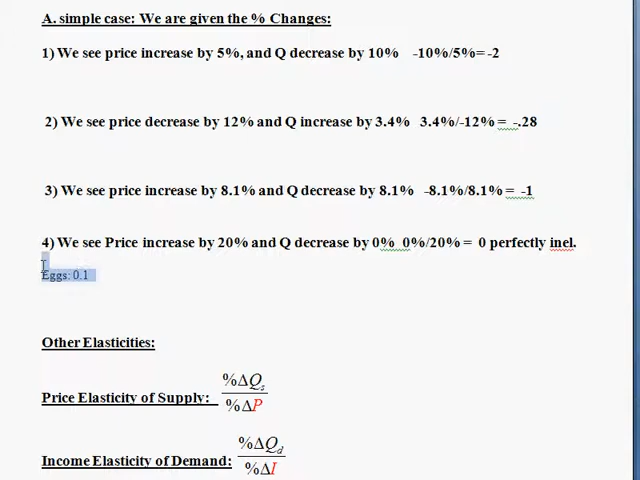 A. simple case: We are given the % Changes:
1) We see price increase by 5%, and Q decrease by 10% -10%/5%=-2
2) We see price decrease by 12% and Q increase by 3.4% 3.4%/-12% = -.28
3) We see price increase by 8.1% and Q decrease by 8.1% -8.1%/8.1% = -1
4) We see Price increase by 20% and Q decrease by 0% 0%/20% = 0 perfectly inel.
Eggs: 0.1
Other Elasticities:
Price Elasticity of Supply: %ΔQs / %ΔP
Income Elasticity of Demand: %ΔQd / %ΔI